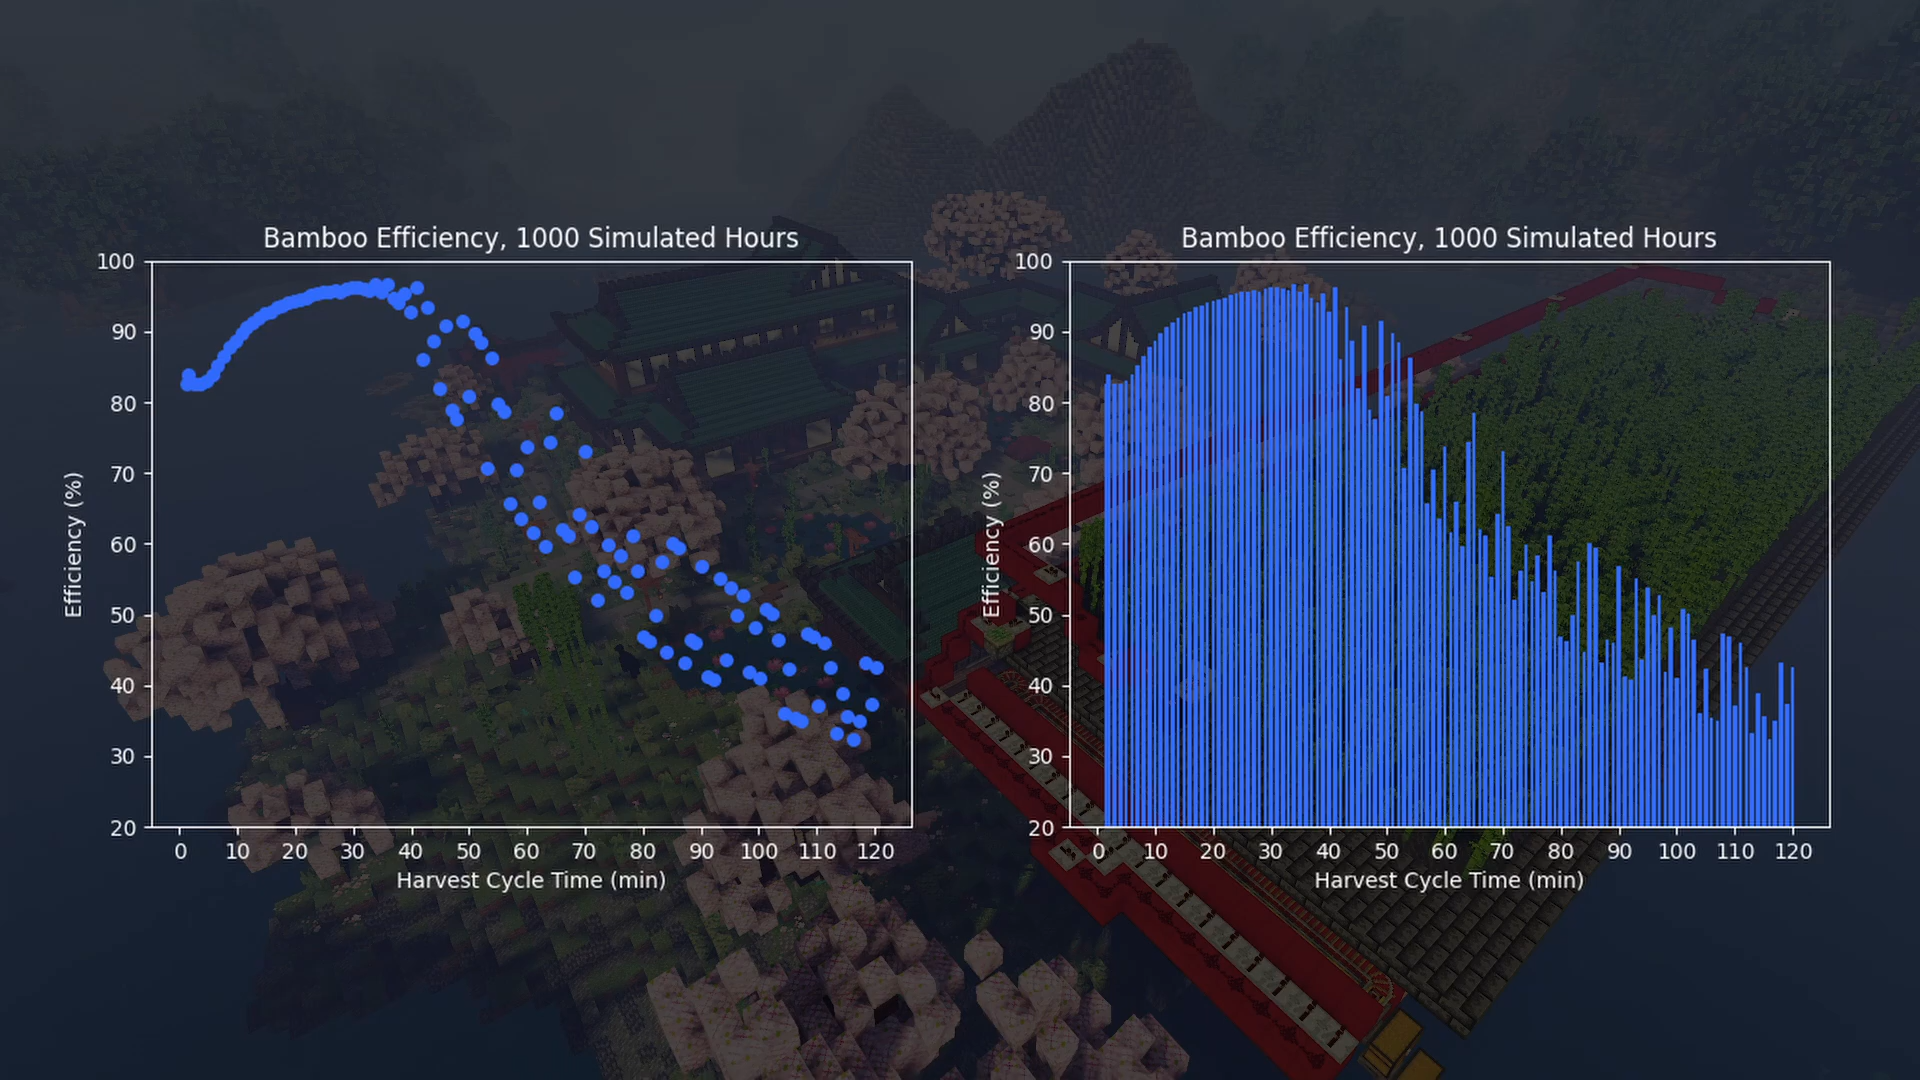 Bamboo Efficiency, 1000 Simulated Hours
100
90
80
70
60
50
40
30
20
Efficiency (%)
0 10 20 30 40 50 60 70 80 90 100 110 120
Harvest Cycle Time (min)
Bamboo Efficiency, 1000 Simulated Hours
100
90
80
70
60
50
40
30
20
Efficiency (%)
0 10 20 30 40 50 60 70 80 90 100 110 120
Harvest Cycle Time (min)